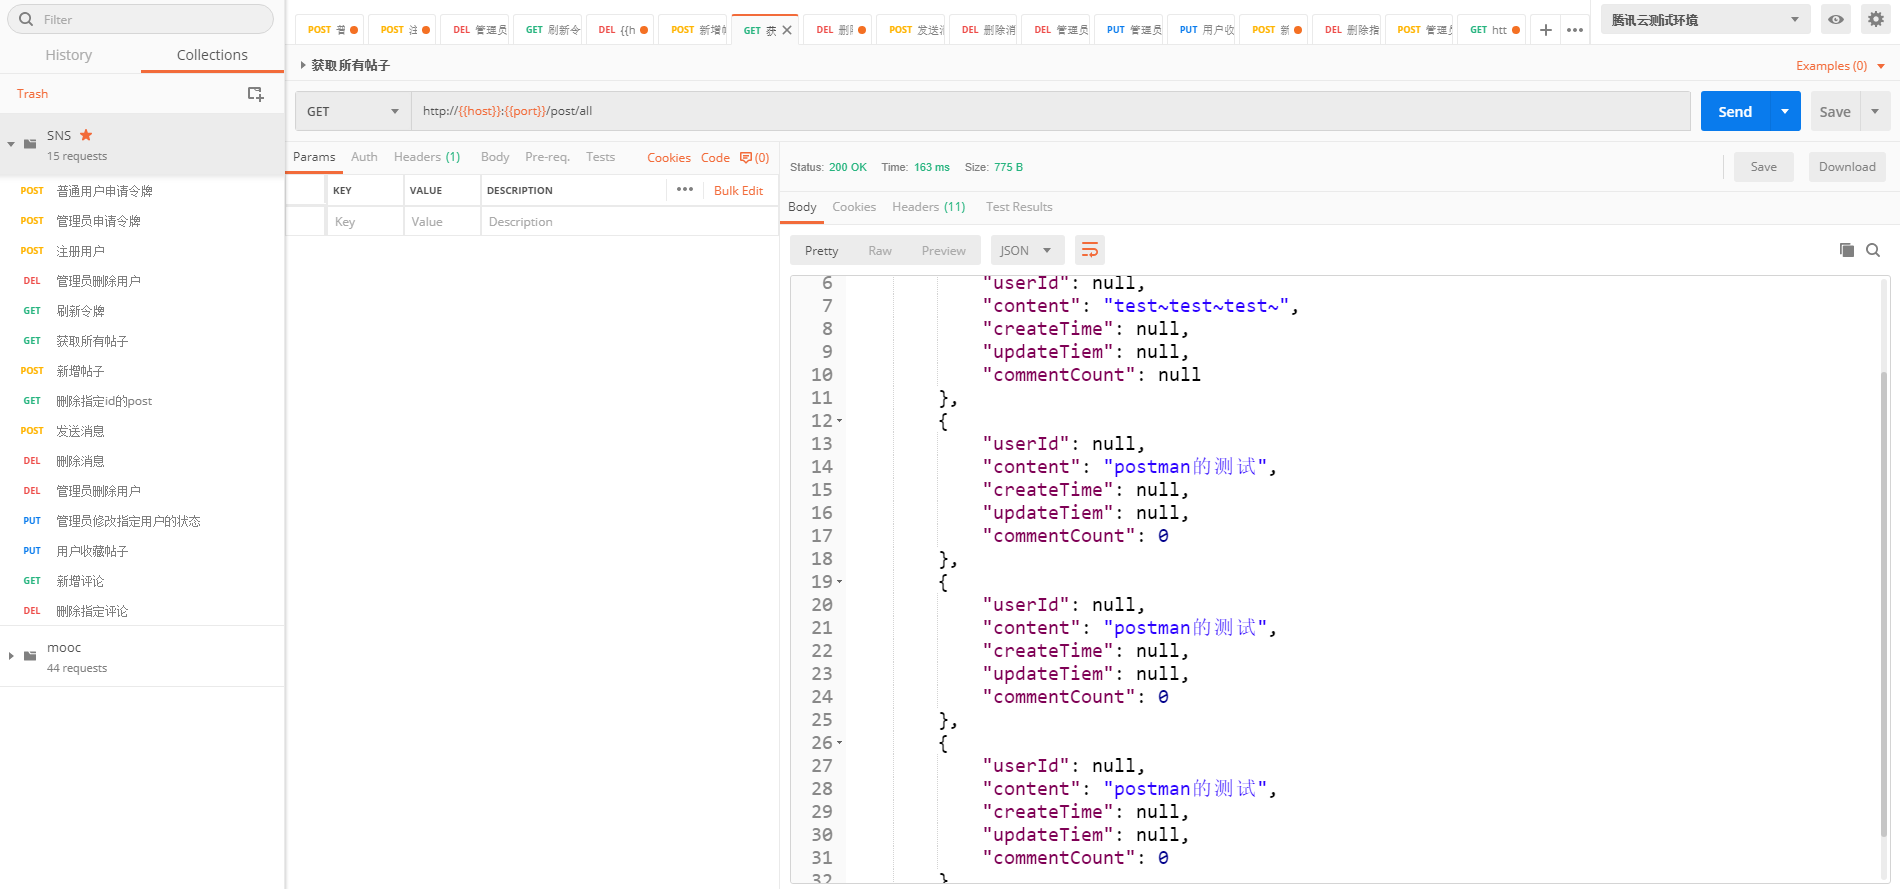 Filter
History Collections
Trash
SNS
15 requests
POST 普通用户申请令牌
POST 管理员申请令牌
POST 注册用户
DEL 管理员删除用户
GET 刷新令牌
GET 获取所有帖子
POST 新增帖子
GET 删除指定id的post
POST 发送消息
DEL 删除消息
DEL 管理员删除用户
PUT 管理员修改指定用户的状态
PUT 用户收藏帖子
GET 新增评论
DEL 删除指定评论
mooc
44 requests
POST 普 POST 注 DEL 管理员 GET 刷新令 DEL {{h POST 新增 GET 获 DEL 删 POST 发送 DEL 删除消 DEL 管理员 PUT 管理员 PUT 用户收 POST 新 DEL 删除指 POST 管理 GET htt
腾讯云测试环境
获取所有帖子
Examples (0)
GET http://{{host}}:{{port}}/post/all
Send Save
Params Auth Headers (1) Body Pre-req. Tests Cookies Code (0)
KEY VALUE DESCRIPTION Bulk Edit
Key Value Description
Status: 200 OK Time: 163 ms Size: 775 B
Save Download
Body Cookies Headers (11) Test Results
Pretty Raw Preview JSON
6 "userId": null,
7 "content": "test~test~test~",
8 "createTime": null,
9 "updateTiem": null,
10 "commentCount": null
11 },
12 {
13 "userId": null,
14 "content": "postman的测试",
15 "createTime": null,
16 "updateTiem": null,
17 "commentCount": 0
18 },
19 {
20 "userId": null,
21 "content": "postman的测试",
22 "createTime": null,
23 "updateTiem": null,
24 "commentCount": 0
25 },
26 {
27 "userId": null,
28 "content": "postman的测试",
29 "createTime": null,
30 "updateTiem": null,
31 "commentCount": 0
32 }